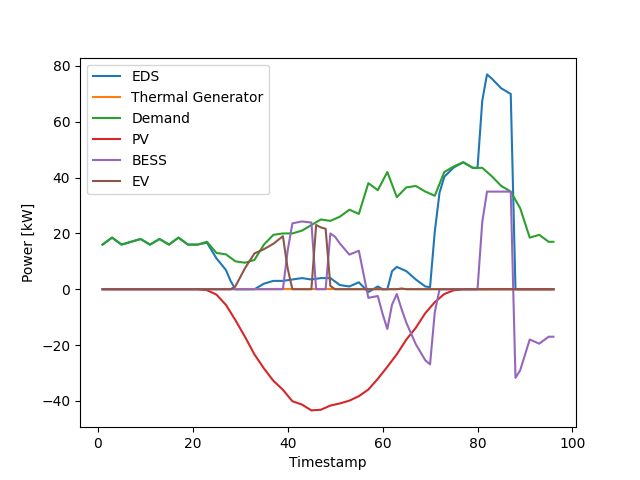 EDS
Thermal Generator
Demand
PV
BESS
EV
Power [kW]
80
60
40
20
0
−20
−40
0 20 40 60 80 100
Timestamp